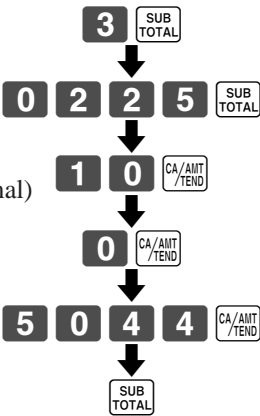 3 SUB TOTAL
0 2 2 5 SUB TOTAL
1 0 CA/AMT /TEND
nal)
0 CA/AMT /TEND
5 0 4 4 CA/AMT /TEND
SUB TOTAL